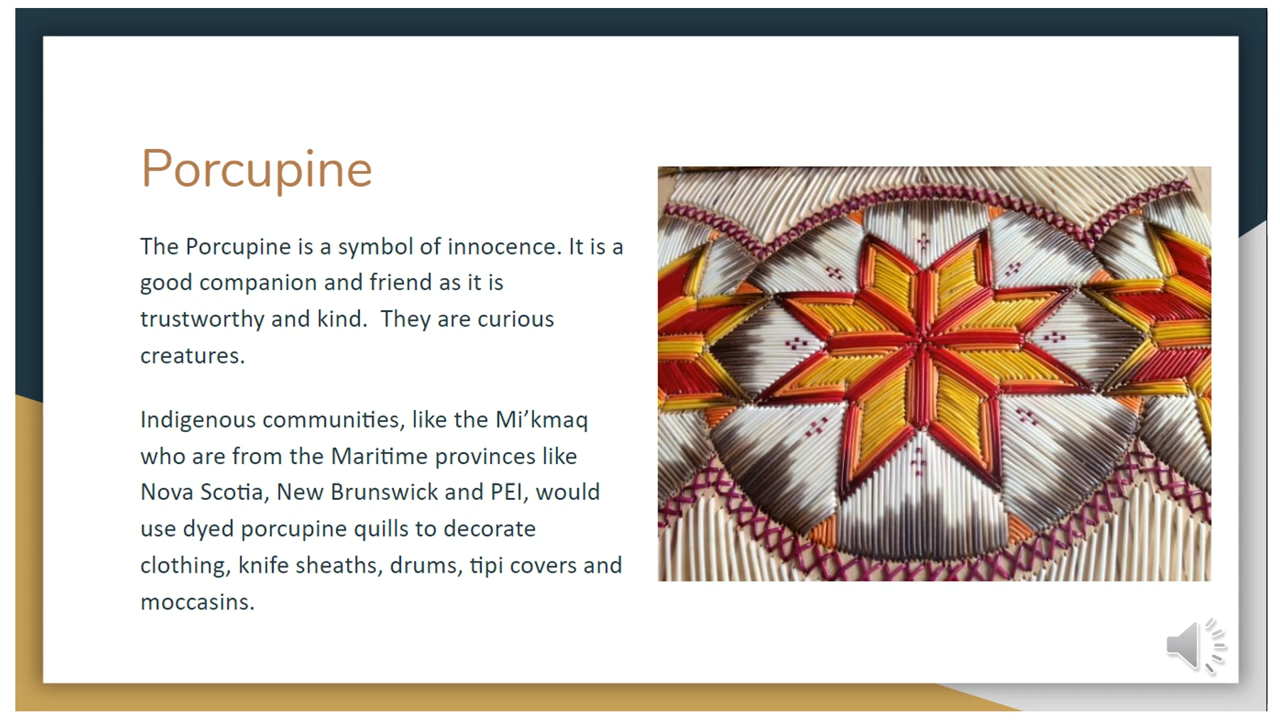 Porcupine
The Porcupine is a symbol of innocence. It is a
good companion and friend as it is
trustworthy and kind.  They are curious
creatures.
Indigenous communities, like the Mi’kmaq
who are from the Maritime provinces like
Nova Scotia, New Brunswick and PEI, would
use dyed porcupine quills to decorate
clothing, knife sheaths, drums, tipi covers and
moccasins.